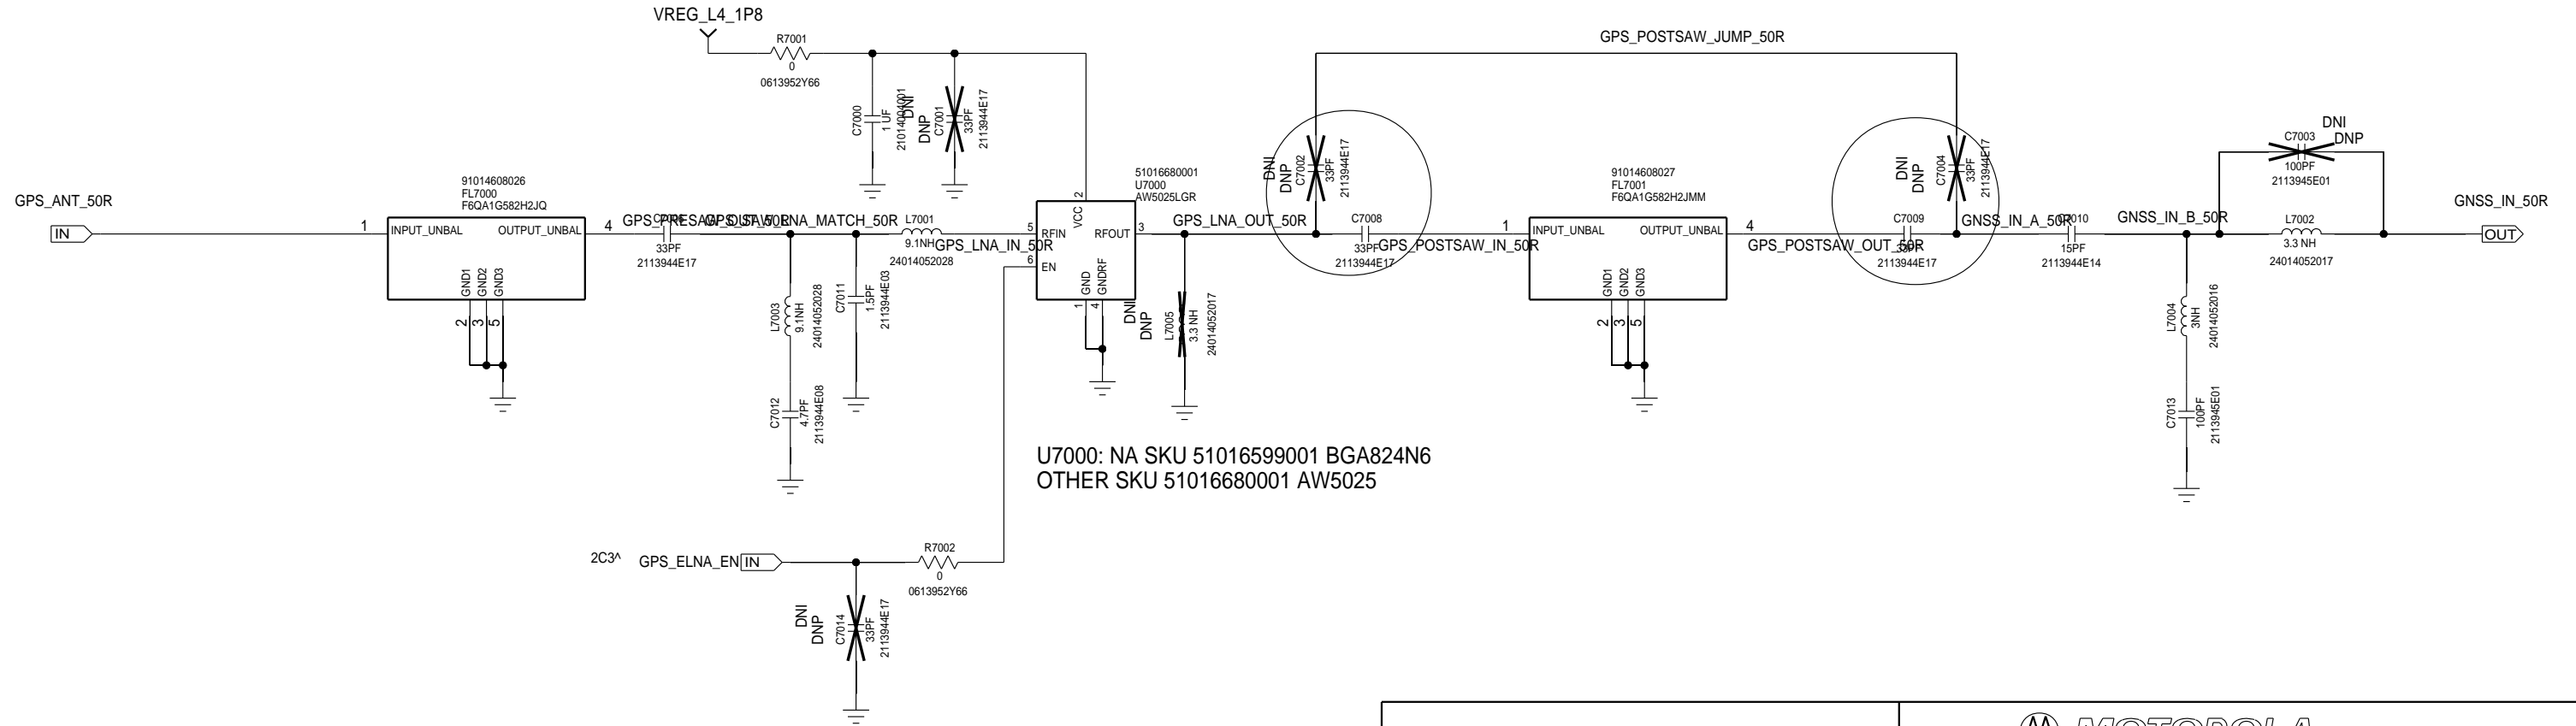 VREG_L4_1P8
R7001
0
0613952Y66
C7000
1 UF
21014004001
DNI
DNP
C7001
33PF
2113944E17
GPS_POSTSAW_JUMP_50R
GPS_ANT_50R
IN
91014608026
FL7000
F6QA1G582H2JQ
1
INPUT_UNBAL
OUTPUT_UNBAL
4
GND1
GND2
GND3
2
3
5
GPS_PRESAW_OUT_50R
33PF
2113944E17
GPS_SAW_LNA_MATCH_50R
L7001
9.1NH
24014052028
GPS_LNA_IN_50R
L7003
9.1NH
24014052028
C7011
1.5PF
2113944E03
C7012
4.7PF
2113944E08
51016680001
U7000
AW5025LGR
2
VCC
5
RFIN
RFOUT
3
6
EN
GND
GNDRF
1
4
DNI
DNP
L7005
3.3 NH
24014052017
GPS_LNA_OUT_50R
DNI
DNP
C7002
33PF
2113944E17
C7008
33PF
2113944E17
GPS_POSTSAW_IN_50R
91014608027
FL7001
F6QA1G582H2JMM
1
INPUT_UNBAL
OUTPUT_UNBAL
4
GND1
GND2
GND3
2
3
5
GPS_POSTSAW_OUT_50R
DNI
DNP
C7004
33PF
2113944E17
C7009
33PF
2113944E17
GNSS_IN_A_50R
C7010
15PF
2113944E14
GNSS_IN_B_50R
DNI
DNP
C7003
100PF
2113945E01
L7002
3.3 NH
24014052017
GNSS_IN_50R
OUT
L7004
3NH
24014052016
C7013
100PF
2113945E01
U7000: NA SKU 51016599001 BGA824N6
OTHER SKU 51016680001 AW5025
2C3^
GPS_ELNA_EN
IN
R7002
0
0613952Y66
DNI
DNP
C7014
33PF
2113944E17
MOTOROLA